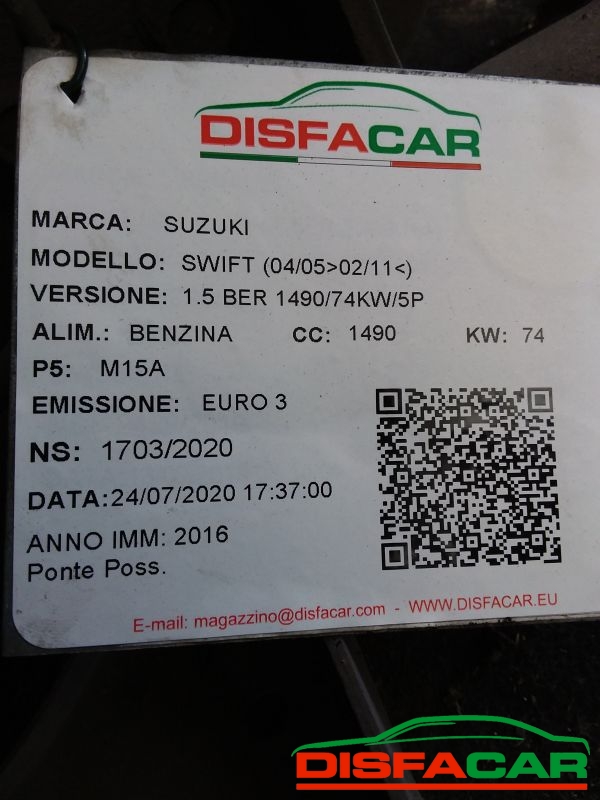 DISFACAR
MARCA: SUZUKI
MODELLO: SWIFT (04/05>02/11<)
VERSIONE: 1.5 BER 1490/74KW/5P
ALIM.: BENZINA CC: 1490 KW: 74
P5: M15A
EMISSIONE: EURO 3
NS: 1703/2020
DATA:24/07/2020 17:37:00
ANNO IMM: 2016
Ponte Poss.
E-mail: magazzino@disfacar.com - WWW.DISFACAR.EU
DISFACAR